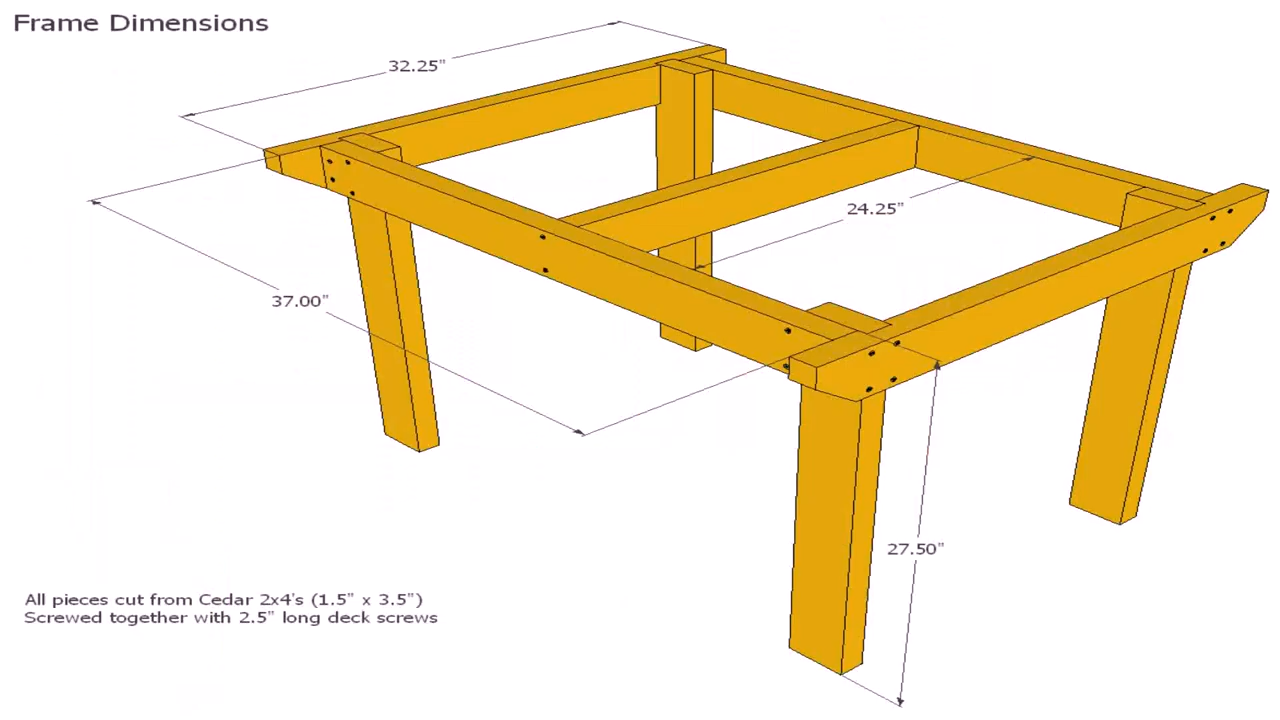 Frame Dimensions
32.25"
24.25"
37.00"
27.50"
All pieces cut from Cedar 2x4's (1.5" x 3.5")
Screwed together with 2.5" long deck screws